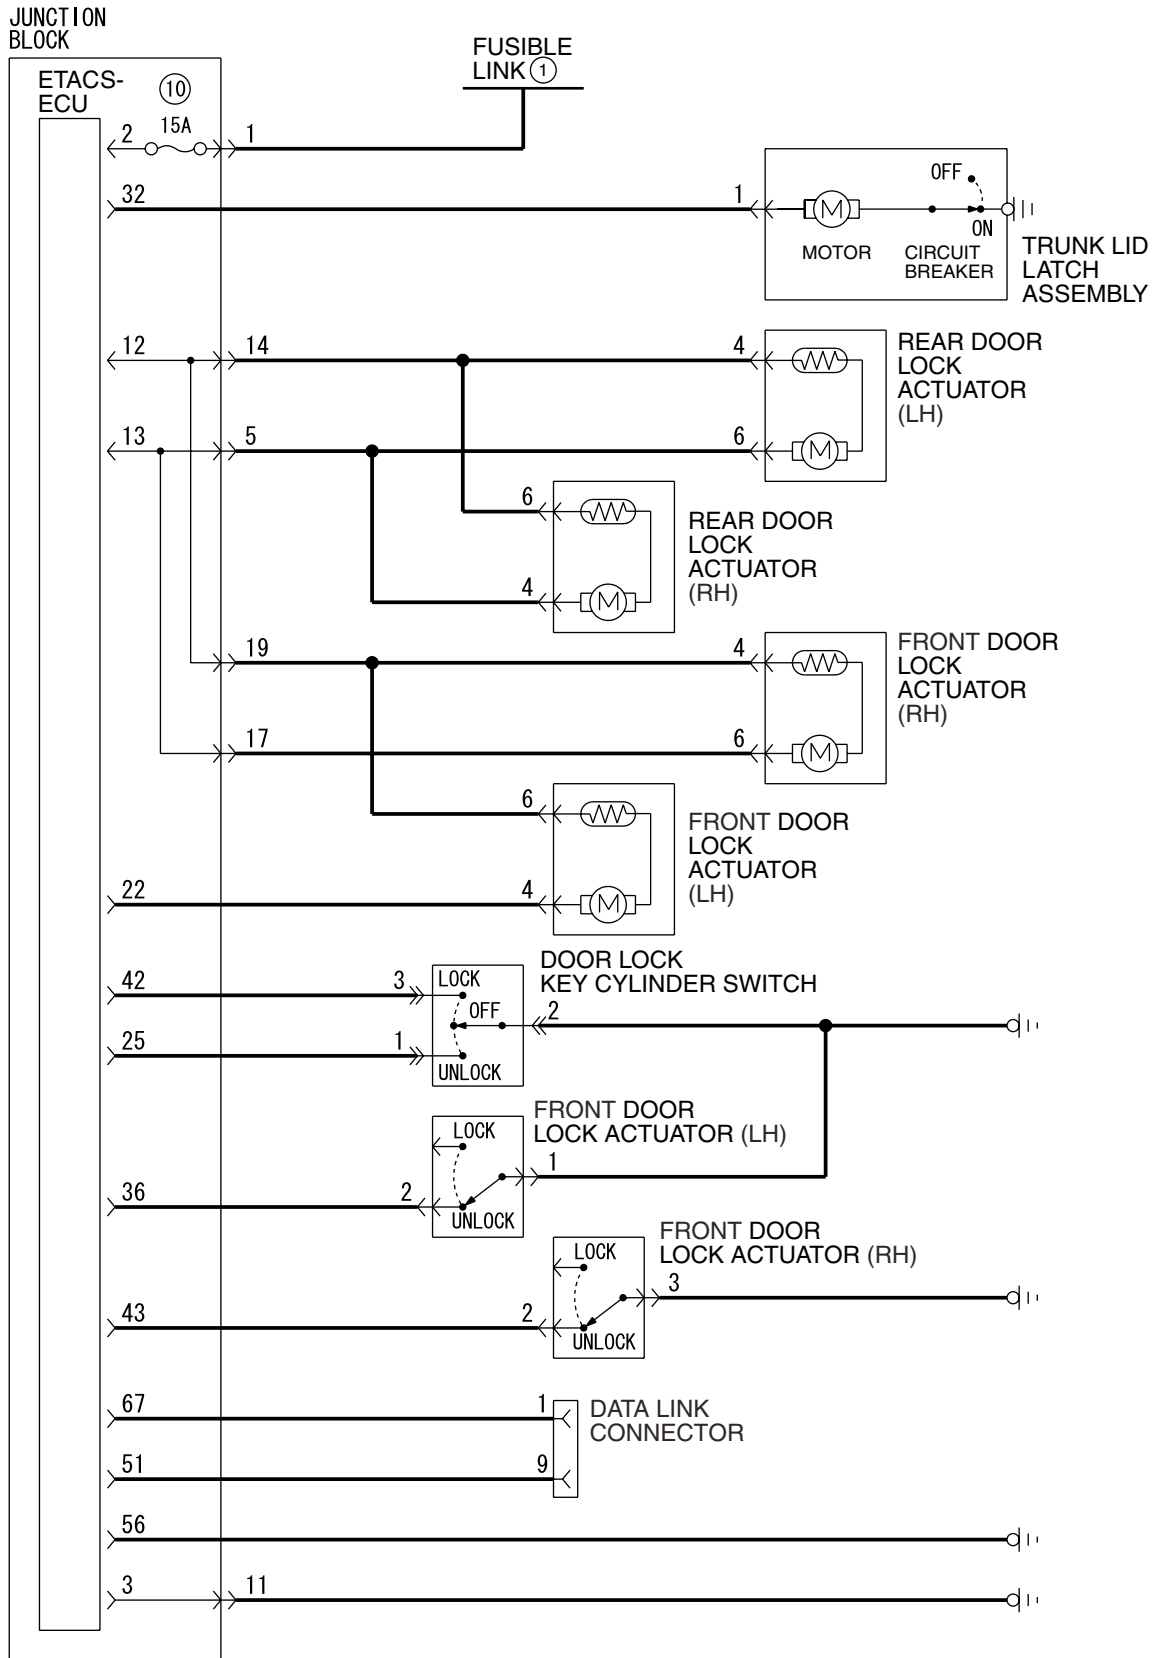 JUNCTION
BLOCK
FUSIBLE
LINK 1
ETACS-
ECU
10
15A
2
1
32
1
OFF
ON
MOTOR
CIRCUIT
BREAKER
TRUNK LID
LATCH
ASSEMBLY
12
14
4
REAR DOOR
LOCK
ACTUATOR
(LH)
13
5
6
M
M
6
REAR DOOR
LOCK
ACTUATOR
(RH)
4
M
19
4
FRONT DOOR
LOCK
ACTUATOR
(RH)
17
6
M
6
FRONT DOOR
LOCK
ACTUATOR
(LH)
22
4
M
DOOR LOCK
KEY CYLINDER SWITCH
42
3
LOCK
OFF
2
25
1
UNLOCK
FRONT DOOR
LOCK ACTUATOR (LH)
LOCK
1
36
2
UNLOCK
FRONT DOOR
LOCK ACTUATOR (RH)
LOCK
3
43
2
UNLOCK
67
1
DATA LINK
CONNECTOR
51
9
56
3
11